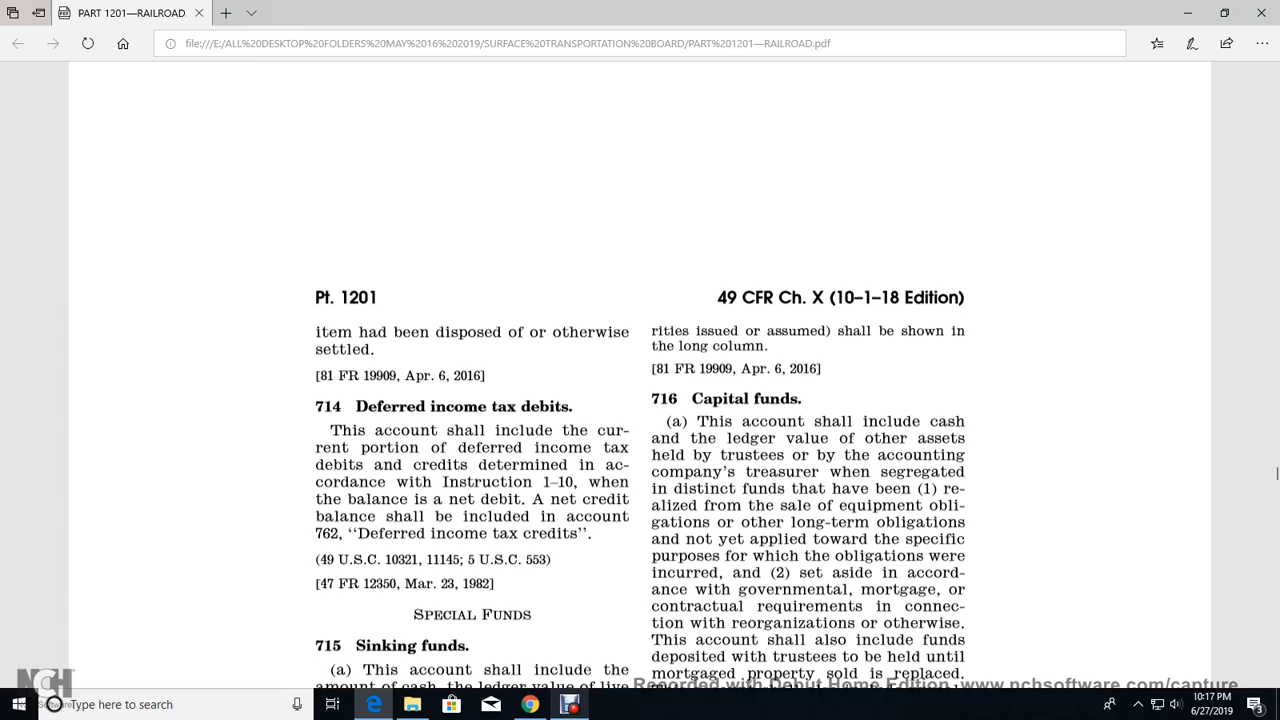 PART 1201—RAILROAD.
file:///E:/ALL%20DESKTOP%20FOLDERS%20MAY%2016%202019/SURFACE%20TRANSPORTATION%20BOARD/PART%201201—RAILROAD.pdf
Pt. 1201
49 CFR Ch. X (10–1–18 Edition)
item had been disposed of or otherwise
settled.
[81 FR 19909, Apr. 6, 2016]
714 Deferred income tax debits.
This account shall include the cur-
rent portion of deferred income tax
debits and credits determined in ac-
cordance with Instruction 1–10, when
the balance is a net debit. A net credit
balance shall be included in account
762, ‘‘Deferred income tax credits’’.
(49 U.S.C. 10321, 11145; 5 U.S.C. 553)
[47 FR 12350, Mar. 23, 1982]
SPECIAL FUNDS
715 Sinking funds.
(a) This account shall include the
amount of cash, the ledger value of live
rities issued or assumed) shall be shown in
the long column.
[81 FR 19909, Apr. 6, 2016]
716 Capital funds.
(a) This account shall include cash
and the ledger value of other assets
held by trustees or by the accounting
company's treasurer when segregated
in distinct funds that have been (1) re-
alized from the sale of equipment obli-
gations or other long-term obligations
and not yet applied toward the specific
purposes for which the obligations were
incurred, and (2) set aside in accord-
ance with governmental, mortgage, or
contractual requirements in connec-
tion with reorganizations or otherwise.
This account shall also include funds
deposited with trustees to be held until
mortgaged property sold is replaced.
Recorded with Debut Home Edition www.nchsoftware.com/capture
NCH
Software
Type here to search
10:17 PM
6/27/2019